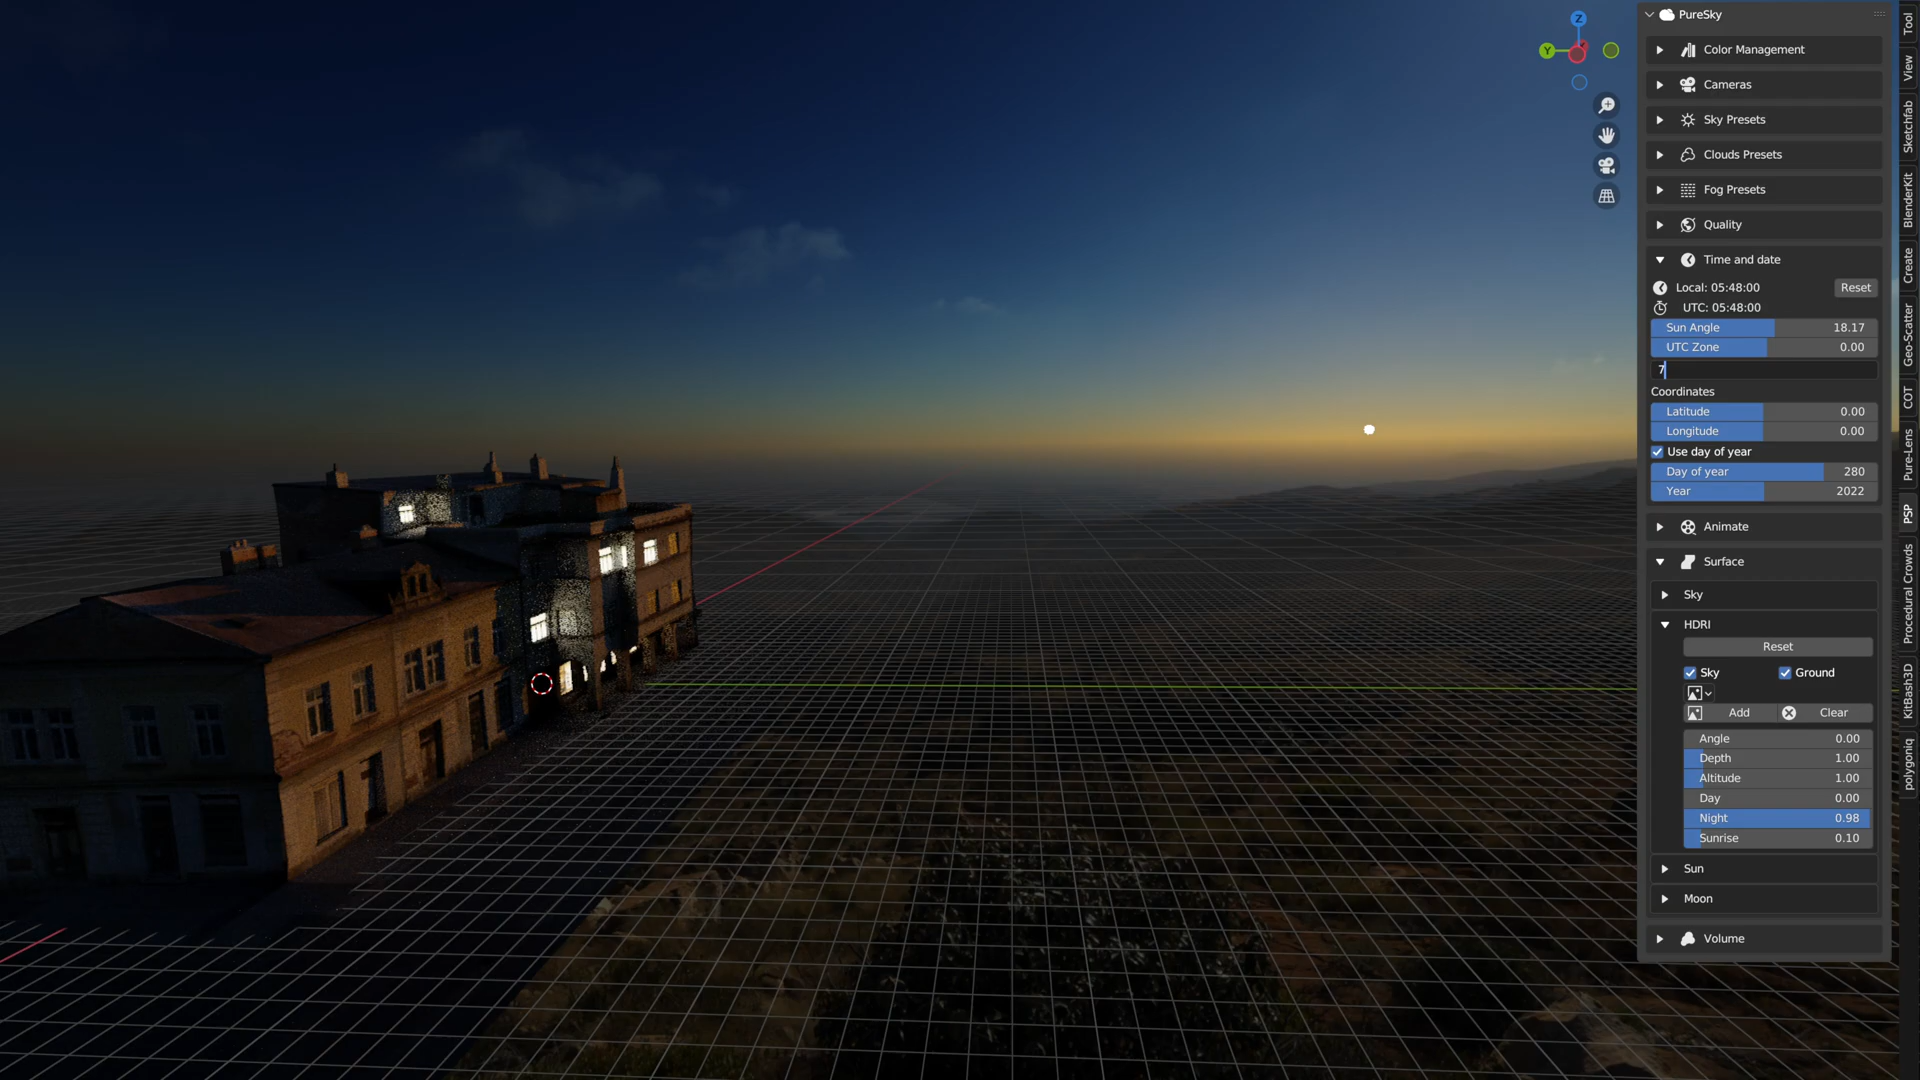 Z
Y
PureSky
Color Management
Cameras
Sky Presets
Clouds Presets
Fog Presets
Quality
Time and date
Local: 05:48:00 Reset
UTC: 05:48:00
Sun Angle 18.17
UTC Zone 0.00
7
Coordinates
Latitude 0.00
Longitude 0.00
Use day of year
Day of year 280
Year 2022
Animate
Surface
Sky
HDRI
Reset
Sky Ground
Add Clear
Angle 0.00
Depth 1.00
Altitude 1.00
Day 0.00
Night 0.98
Sunrise 0.10
Sun
Moon
Volume
Tool
View
Sketchfab
BlenderKit
Create
Geo-Scatter
COT
Pure-Lens
PSP
Procedural Crowds
KitBash3D
polygoniq